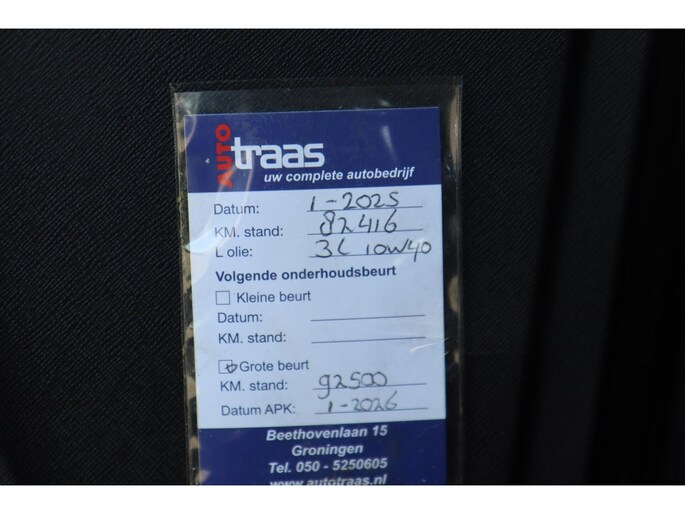 AUTO traas
uw complete autobedrijf
Datum: 1-2025
KM. stand: 82416
L olie: 3L 10W40
Volgende onderhoudsbeurt
Kleine beurt
Datum:
KM. stand:
Grote beurt
KM. stand: 92500
Datum APK: 1-2026
Beethovenlaan 15
Groningen
Tel. 050 - 5250605
www.autotraas.nl